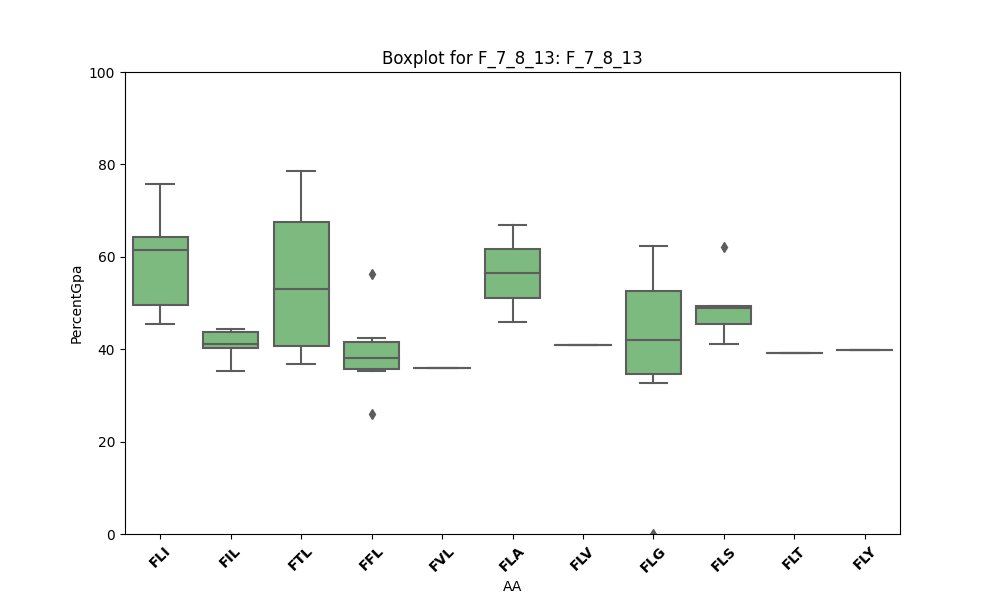 Boxplot for F_7_8_13: F_7_8_13
100
80
60
40
20
0
PercentGpa
FLI
FIL
FTL
FFL
FVL
FLA
FLV
FLG
FLS
FLT
FLY
AA